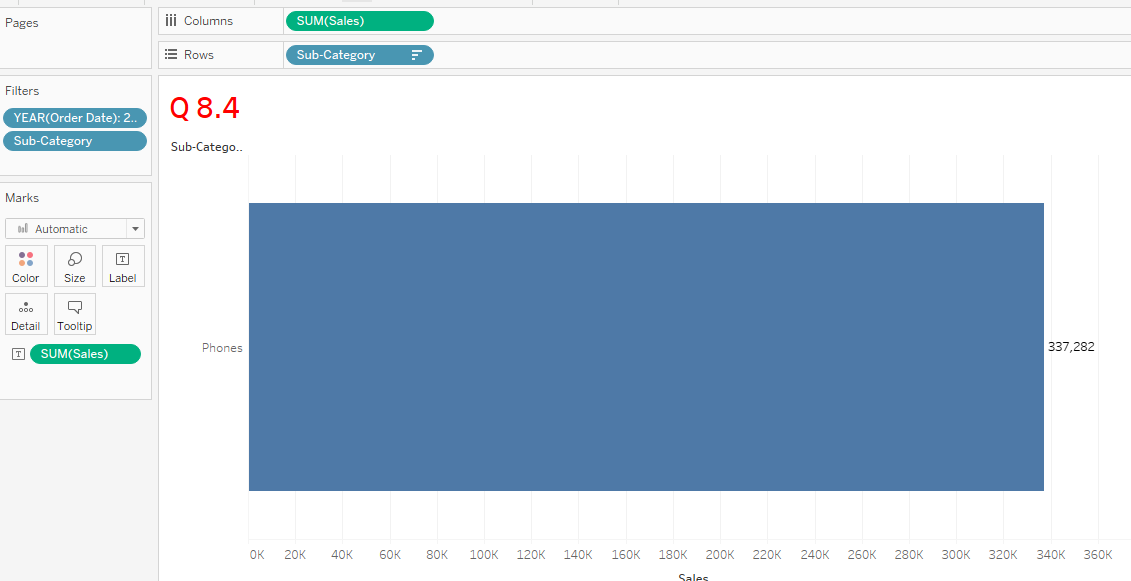 Pages
Columns SUM(Sales)
Rows Sub-Category
Filters
YEAR(Order Date): 2..
Sub-Category
Marks
Automatic
Color Size Label
Detail Tooltip
T SUM(Sales)
Q 8.4
Sub-Catego..
Phones 337,282
0K 20K 40K 60K 80K 100K 120K 140K 160K 180K 200K 220K 240K 260K 280K 300K 320K 340K 360K
Sales